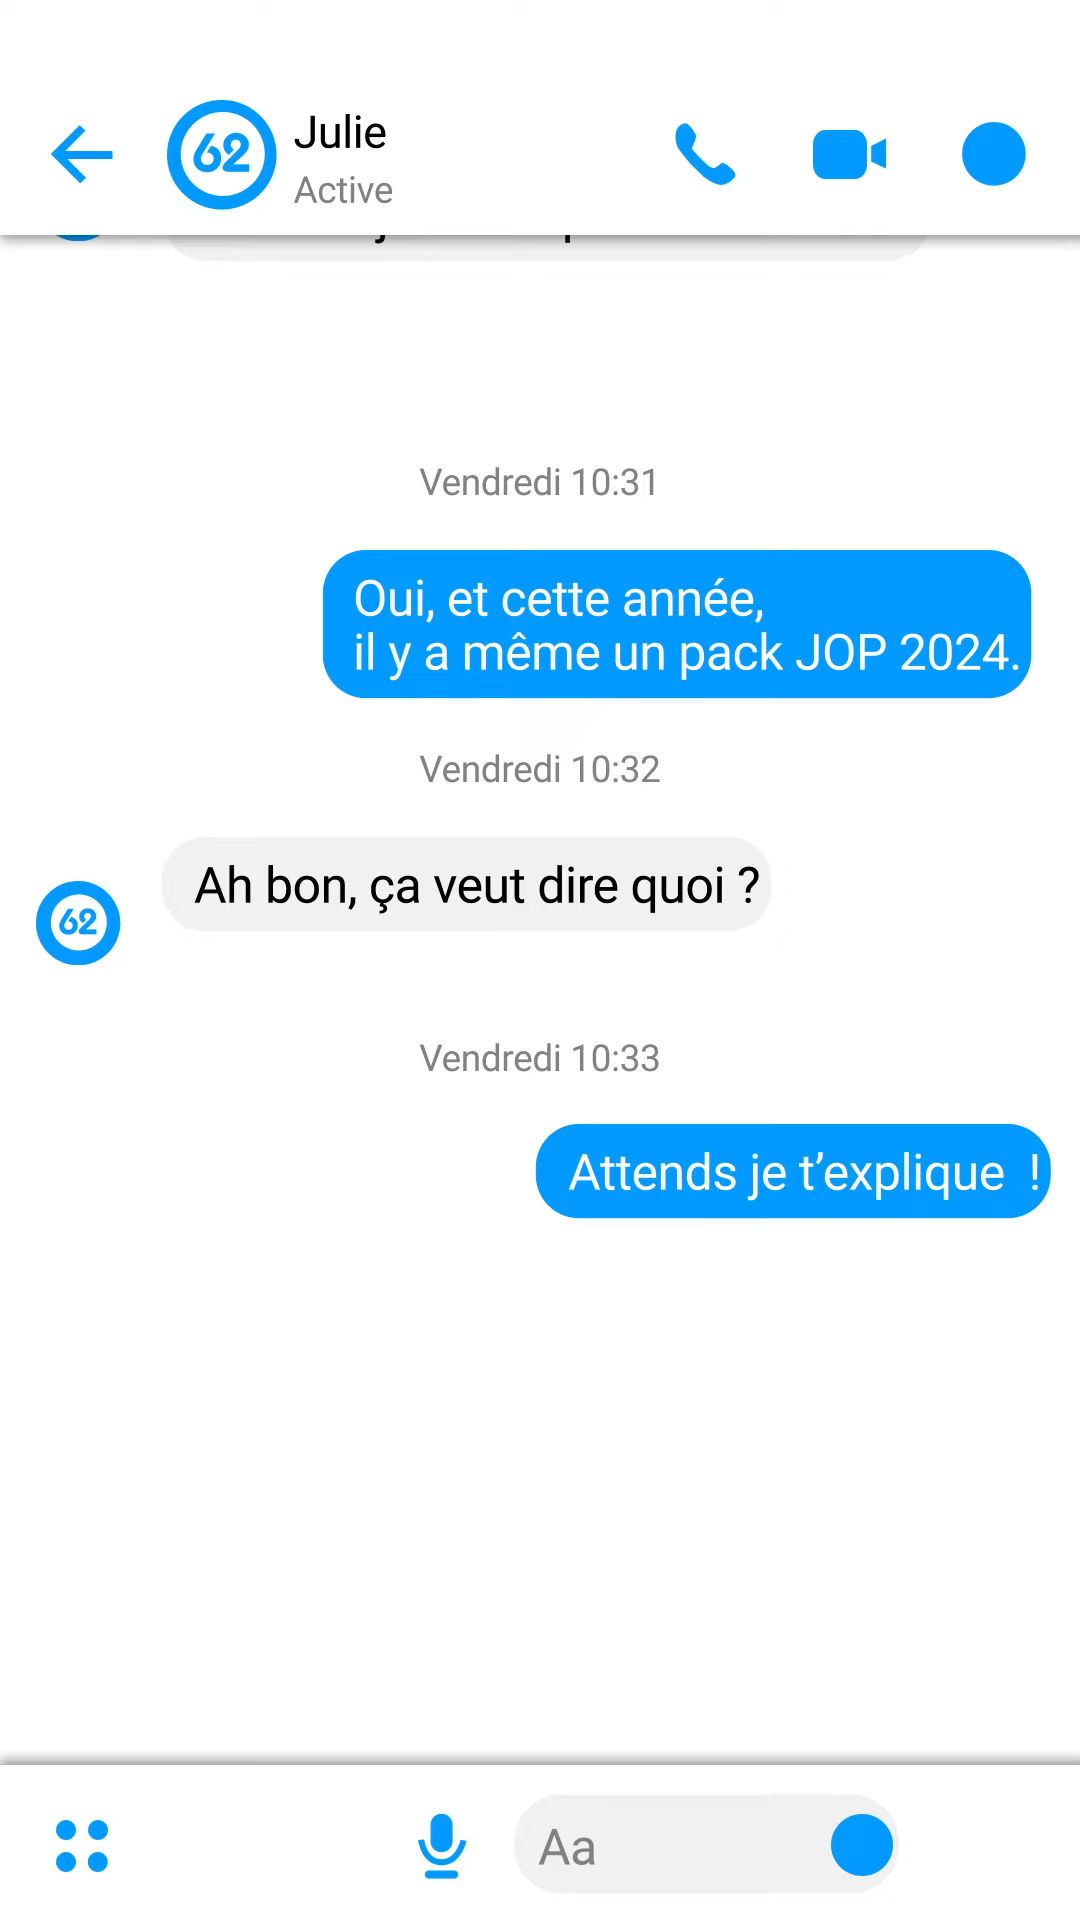 62
Julie
Active
Vendredi 10:31
Oui, et cette année,
il y a même un pack JOP 2024.
Vendredi 10:32
Ah bon, ça veut dire quoi ?
62
Vendredi 10:33
Attends je t’explique  !
Aa